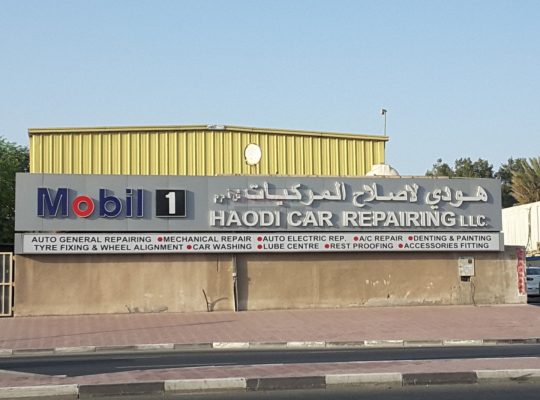 Mobil 1
هودي لاصلاح المركبات ذ.م.م
HAODI CAR REPAIRING LLC.
AUTO GENERAL REPAIRING ● MECHANICAL REPAIR ● AUTO ELECTRIC REP. ● A/C REPAIR ● DENTING & PAINTING
TYRE FIXING & WHEEL ALIGNMENT ● CAR WASHING ● LUBE CENTRE ● REST PROOFING ● ACCESSORIES FITTING